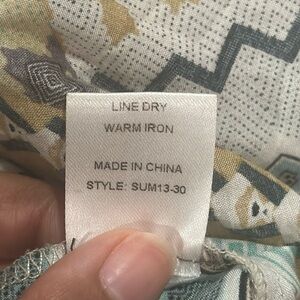 LINE DRY
WARM IRON
MADE IN CHINA
STYLE: SUM13-30